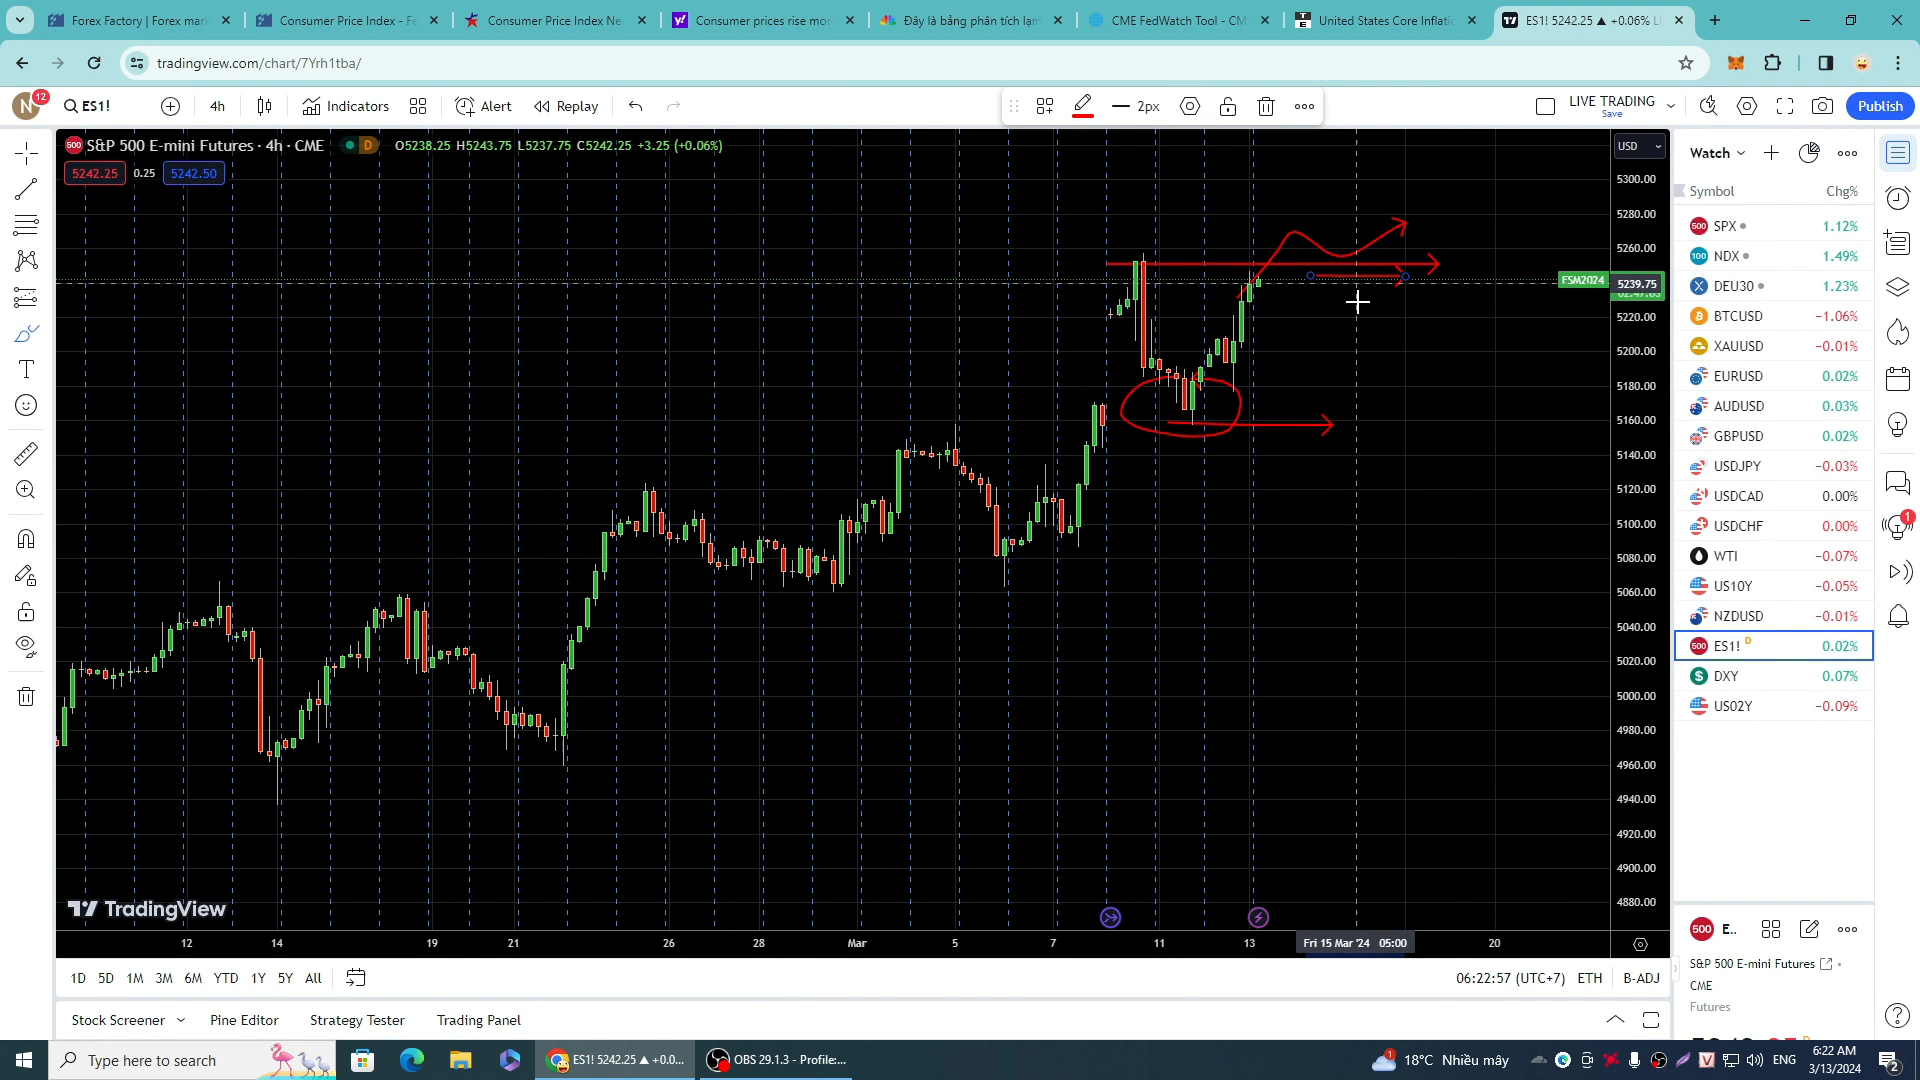 Forex Factory | Forex mark
Consumer Price Index - Fo
Consumer Price Index Ne
Consumer prices rise mor
Đây là bảng phân tích lạm
CME FedWatch Tool - CM
United States Core Inflati
ES1! 5242.25 ▲ +0.06% L
tradingview.com/chart/7Yrh1tba/
N
12
ES1!
4h
Indicators
Alert
Replay
2px
LIVE TRADING
Save
Publish
S&P 500 E-mini Futures · 4h · CME
D
O5238.25 H5243.75 L5237.75 C5242.25 +3.25 (+0.06%)
5242.25
0.25
5242.50
USD
5300.00
5280.00
5260.00
5239.75
5220.00
5200.00
5180.00
5160.00
5140.00
5120.00
5100.00
5080.00
5060.00
5040.00
5020.00
5000.00
4980.00
4960.00
4940.00
4920.00
4900.00
4880.00
Watch
Symbol
Chg%
SPX
1.12%
NDX
1.49%
DEU30
1.23%
BTCUSD
−1.06%
XAUUSD
−0.01%
EURUSD
0.02%
AUDUSD
0.03%
GBPUSD
0.02%
USDJPY
−0.03%
USDCAD
0.00%
USDCHF
0.00%
WTI
−0.07%
US10Y
−0.05%
NZDUSD
−0.01%
ES1! D
0.02%
DXY
0.07%
US02Y
−0.09%
TradingView
12
14
19
21
26
28
Mar
5
7
11
13
Fri 15 Mar '24 05:00
20
1D 5D 1M 3M 6M YTD 1Y 5Y All
06:22:57 (UTC+7)
ETH
B-ADJ
Stock Screener
Pine Editor
Strategy Tester
Trading Panel
E..
S&P 500 E-mini Futures
CME
Futures
Type here to search
ES1! 5242.25 ▲ +0.0...
OBS 29.1.3 - Profile:...
18°C Nhiều mây
ENG
6:22 AM
3/13/2024